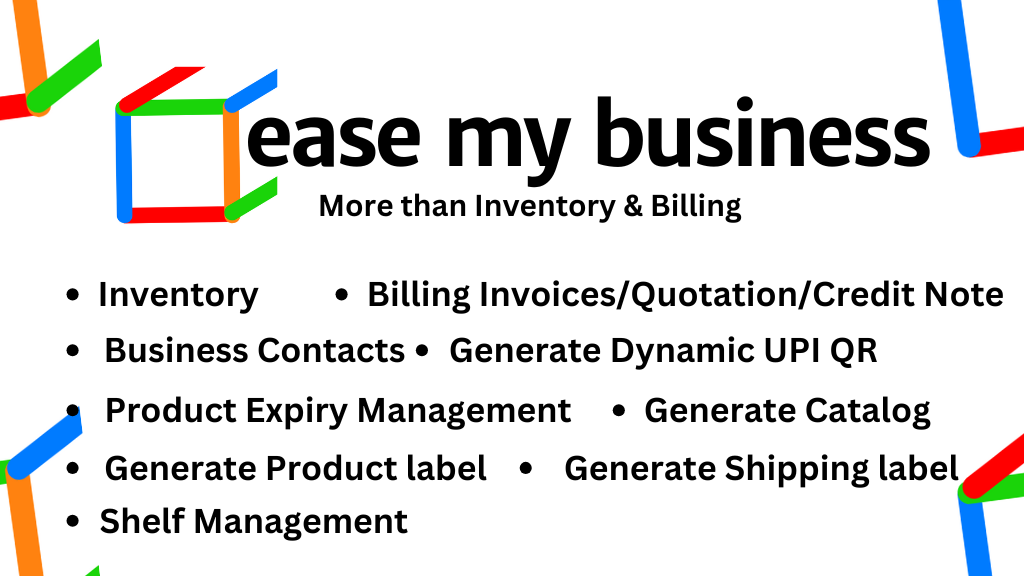 ease my business
More than Inventory & Billing
• Inventory • Billing Invoices/Quotation/Credit Note
• Business Contacts • Generate Dynamic UPI QR
• Product Expiry Management • Generate Catalog
• Generate Product label • Generate Shipping label
• Shelf Management